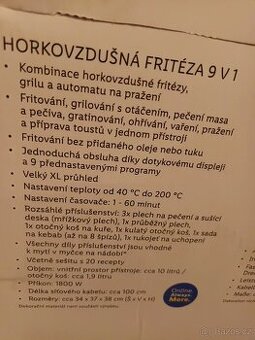 HORKOVZDUŠNÁ FRITÉZA 9 V 1
• Kombinace horkovzdušné fritézy,
grilu a automatu na pražení
• Fritování, grilování s otáčením, pečení masa
a pečiva, gratinování, ohřívání, vaření, pražení
a příprava toustů v jednom přístroji
• Fritování bez přidaného oleje nebo tuku
• Jednoduchá obsluha díky dotykovému displeji
a 9 přednastavenými programy
• Velký XL průhled
• Nastavení teploty od 40 °C do 200 °C
• Nastavení časovače: 1 - 60 minut
• Rozsáhlé příslušenství: 3x plech na pečení a sušící
deska (mřížkový plech), 1x průběžný plech,
1x otočný koš na kuře, 1x kulatý otočný koš, 1x sada
na kebab (až na 8 špízů), 1x rukojeť na uchopení
• Všechny díly příslušenství jsou vhodné
k mytí v myčce na nádobí
• Včetně sešitu s 20 recepty
• Objem: vnitřní prostor přístroje: cca 10 litrů /
otočný koš: cca 1,9 litru
• Příkon: 1800 W
• Délka síťového kabelu: cca 100 cm
• Rozměry: cca 34 x 37 x 38 cm (Š x V x H)
Online.
Always.
More.